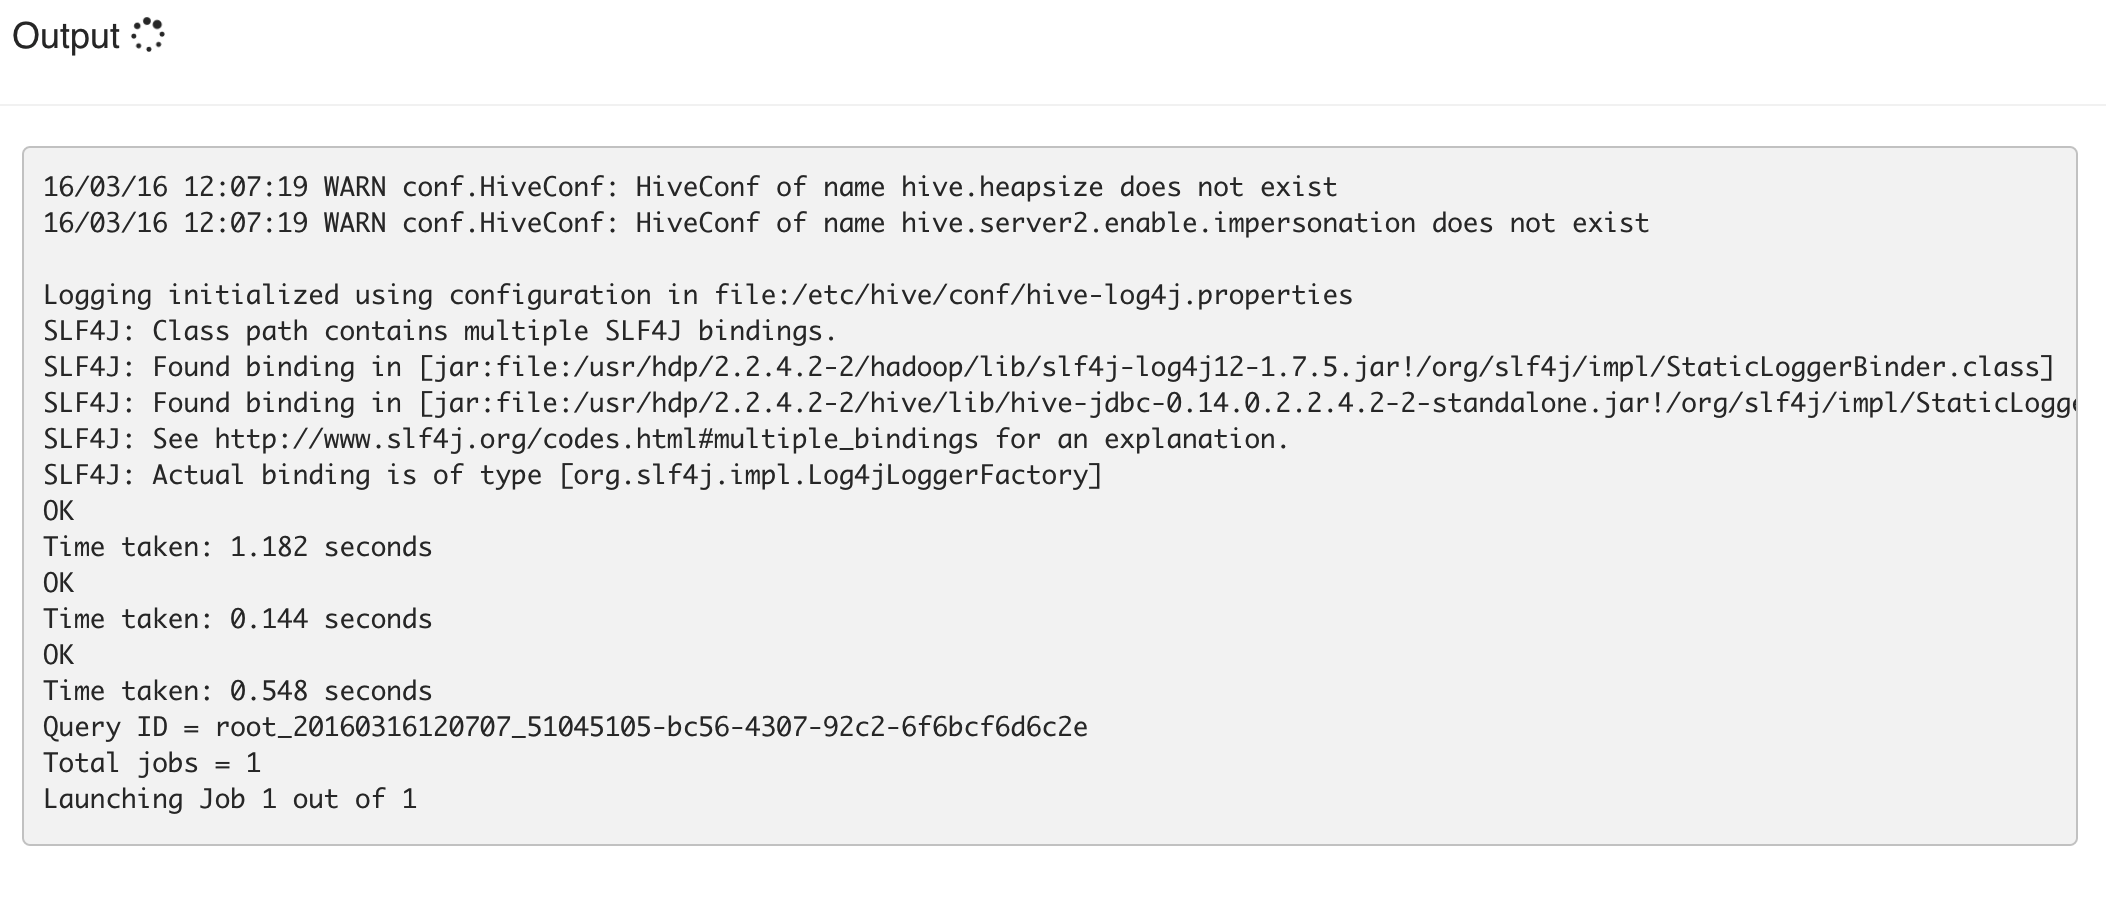 Output
16/03/16 12:07:19 WARN conf.HiveConf: HiveConf of name hive.heapsize does not exist
16/03/16 12:07:19 WARN conf.HiveConf: HiveConf of name hive.server2.enable.impersonation does not exist
Logging initialized using configuration in file:/etc/hive/conf/hive-log4j.properties
SLF4J: Class path contains multiple SLF4J bindings.
SLF4J: Found binding in [jar:file:/usr/hdp/2.2.4.2-2/hadoop/lib/slf4j-log4j12-1.7.5.jar!/org/slf4j/impl/StaticLoggerBinder.class]
SLF4J: Found binding in [jar:file:/usr/hdp/2.2.4.2-2/hive/lib/hive-jdbc-0.14.0.2.2.4.2-2-standalone.jar!/org/slf4j/impl/StaticLogge
SLF4J: See http://www.slf4j.org/codes.html#multiple_bindings for an explanation.
SLF4J: Actual binding is of type [org.slf4j.impl.Log4jLoggerFactory]
OK
Time taken: 1.182 seconds
OK
Time taken: 0.144 seconds
OK
Time taken: 0.548 seconds
Query ID = root_20160316120707_51045105-bc56-4307-92c2-6f6bcf6d6c2e
Total jobs = 1
Launching Job 1 out of 1